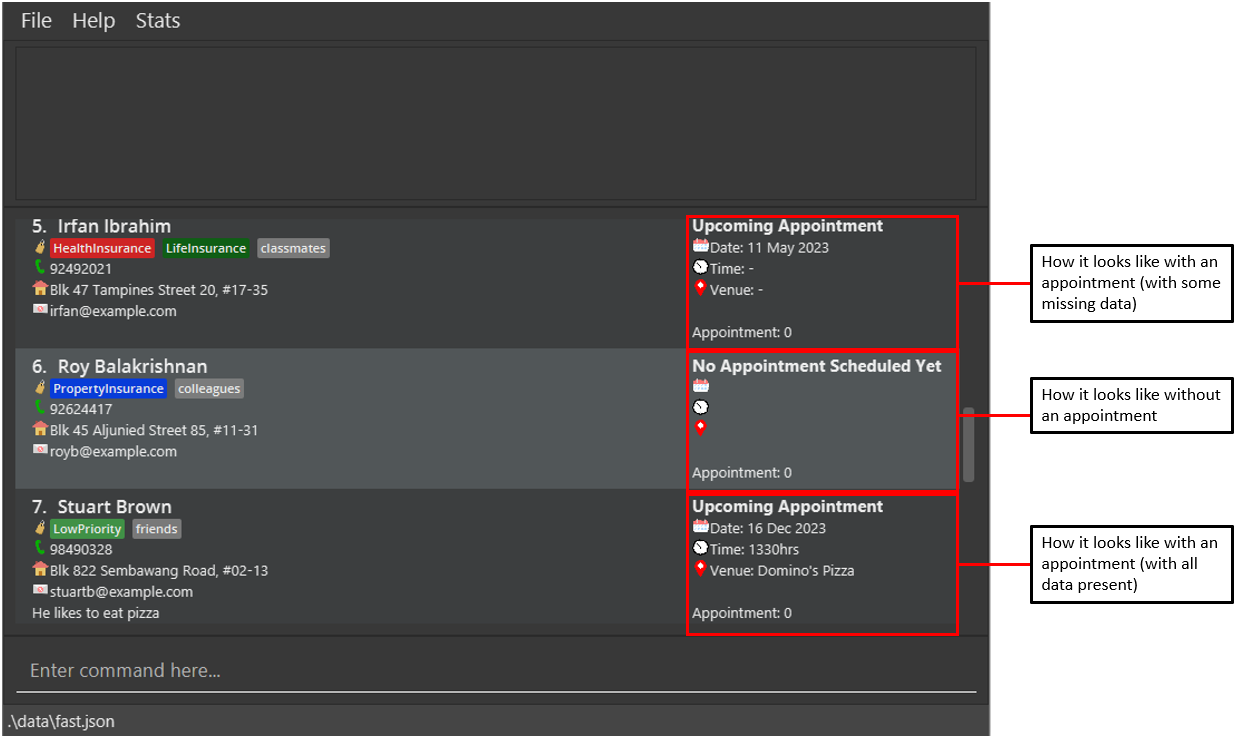 File Help Stats
5. Irfan Ibrahim
HealthInsurance LifeInsurance classmates
92492021
Blk 47 Tampines Street 20, #17-35
irfan@example.com
Upcoming Appointment
Date: 11 May 2023
Time: -
Venue: -
Appointment: 0
How it looks like with an
appointment (with some
missing data)
6. Roy Balakrishnan
PropertyInsurance colleagues
92624417
Blk 45 Aljunied Street 85, #11-31
royb@example.com
No Appointment Scheduled Yet
Appointment: 0
How it looks like without
an appointment
7. Stuart Brown
LowPriority friends
98490328
Blk 822 Sembawang Road, #02-13
stuartb@example.com
He likes to eat pizza
Upcoming Appointment
Date: 16 Dec 2023
Time: 1330hrs
Venue: Domino's Pizza
Appointment: 0
How it looks like with an
appointment (with all
data present)
Enter command here...
.\data\fast.json